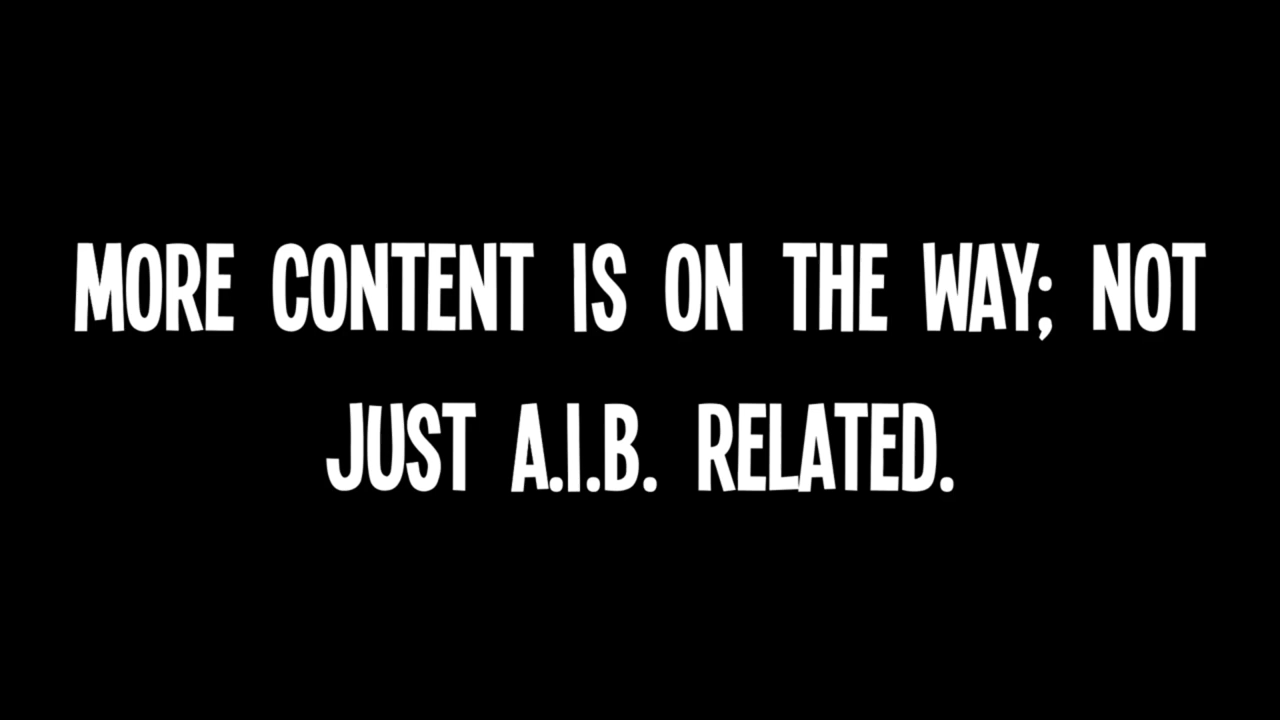 MORE CONTENT IS ON THE WAY; NOT
JUST A.I.B. RELATED.